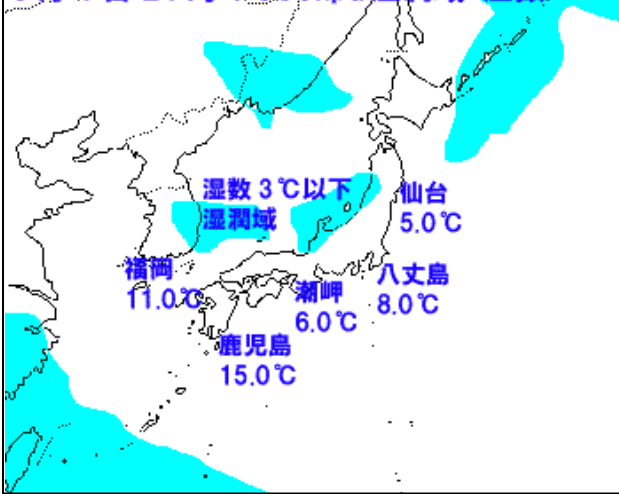 湿数３℃以下
湿潤域
仙台
5.0℃
福岡
11.0℃
潮岬
6.0℃
八丈島
8.0℃
鹿児島
15.0℃